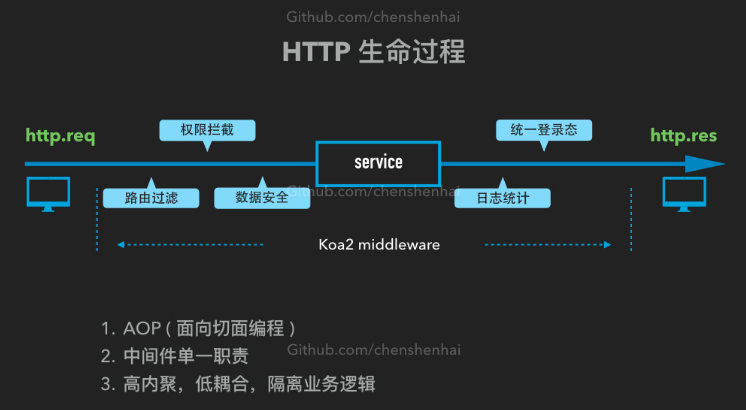 Github.com/chenshenhai
HTTP 生命过程
权限拦截
统一登录态
http.req
service
http.res
路由过滤
数据安全
Github.com/chenshenhai
日志统计
Koa2 middleware
1. AOP ( 面向切面编程 )
2. 中间件单一职责
Github.com/chenshenhai
3. 高内聚，低耦合，隔离业务逻辑